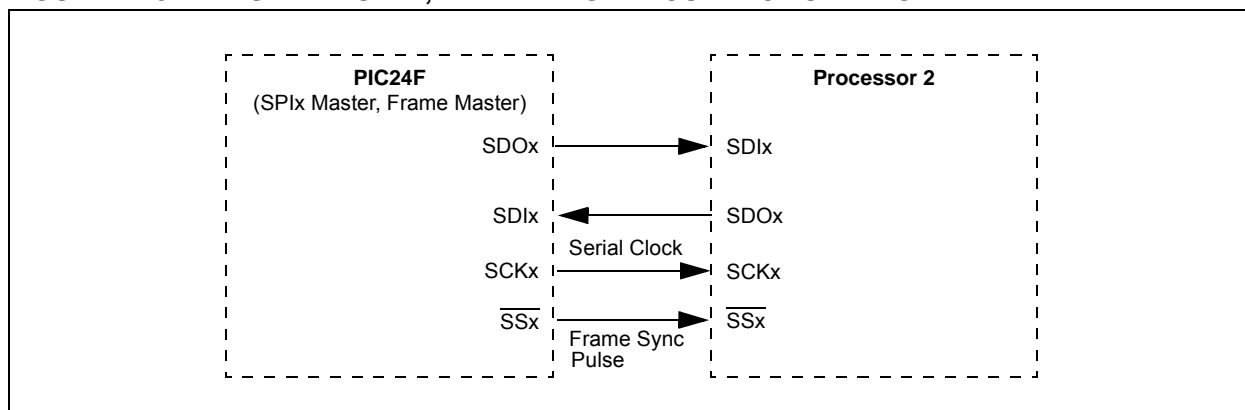 PIC24F
(SPIx Master, Frame Master)
Processor 2
SDOx
SDIx
SDIx
SDOx
Serial Clock
SCKx
SCKx
SSx
SSx
Frame Sync
Pulse